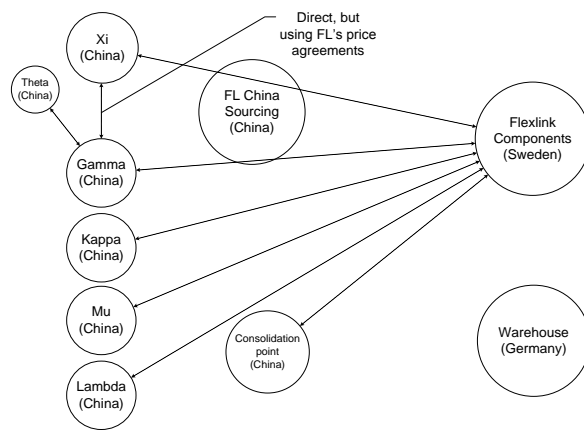 Direct, but
using FL's price
agreements
Xi
(China)
Theta
(China)
FL China
Sourcing
(China)
Flexlink
Components
(Sweden)
Gamma
(China)
Kappa
(China)
Mu
(China)
Consolidation
point
(China)
Warehouse
(Germany)
Lambda
(China)